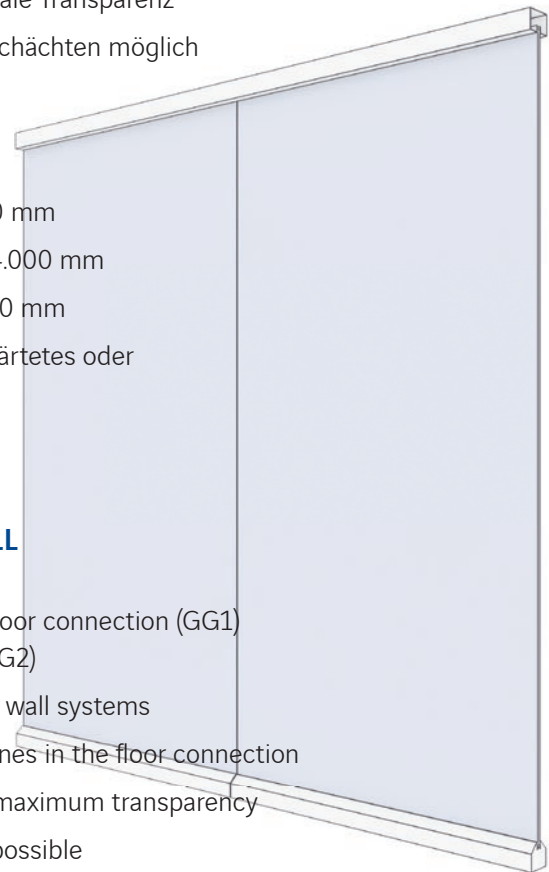 ale Transparenz
chächten möglich
0 mm
4.000 mm
0 mm
ärtetes oder
LL
oor connection (GG1)
G2)
wall systems
nes in the floor connection
maximum transparency
possible